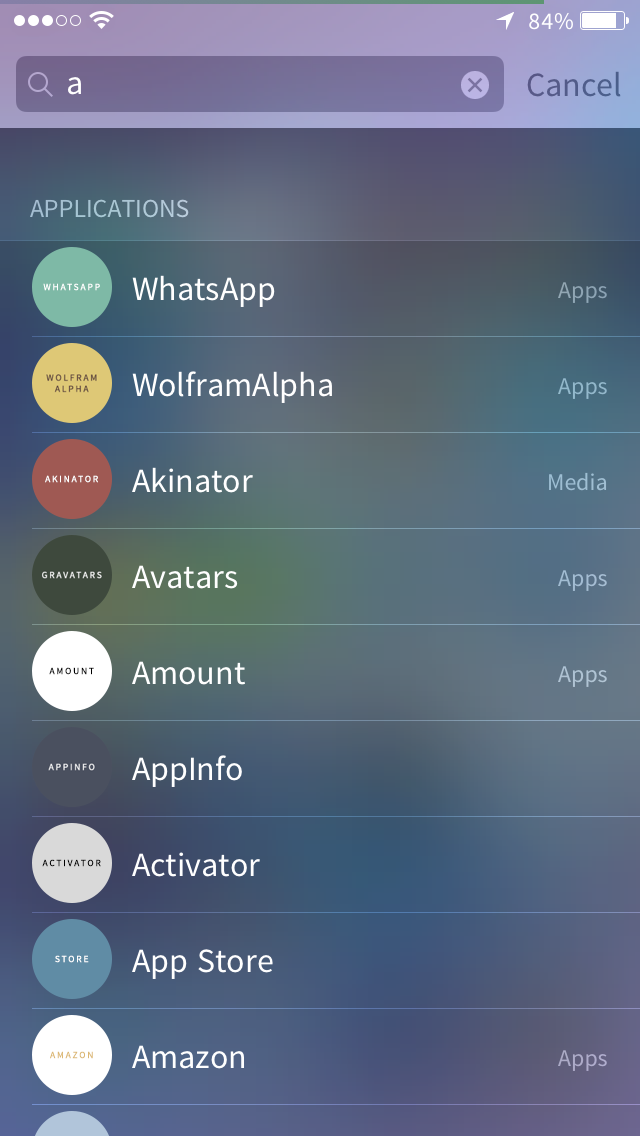 84%
a
Cancel
APPLICATIONS
WHATSAPP WhatsApp Apps
WOLFRAM
ALPHA
WolframAlpha Apps
AKINATOR Akinator Media
GRAVATARS Avatars Apps
AMOUNT Amount Apps
APPINFO AppInfo
ACTIVATOR Activator
STORE App Store
AMAZON Amazon Apps